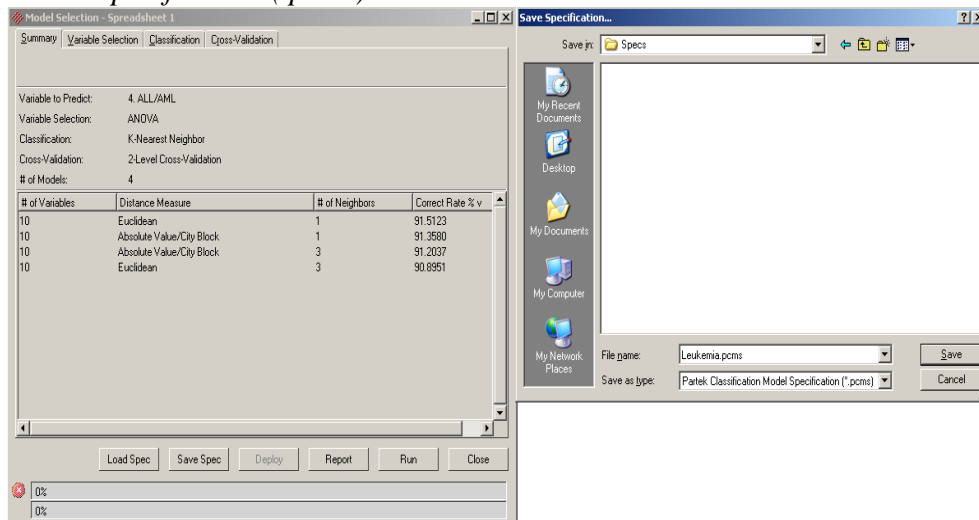 Model Selection - Spreadsheet 1
Summary Variable Selection Classification Cross-Validation
Variable to Predict: 4. ALL/AML
Variable Selection: ANOVA
Classification: K-Nearest Neighbor
Cross-Validation: 2-Level Cross-Validation
# of Models: 4
# of Variables Distance Measure # of Neighbors Correct Rate % v
10 Euclidean 1 91.5123
10 Absolute Value/City Block 1 91.3580
10 Absolute Value/City Block 3 91.2037
10 Euclidean 3 90.8951
Load Spec Save Spec Deploy Report Run Close
0%
0%
Save Specification...
Save in: Specs
My Recent
Documents
Desktop
My Documents
My Computer
My Network
Places
File name: Leukemia.pcms Save
Save as type: Partek Classification Model Specification (*.pcms) Cancel